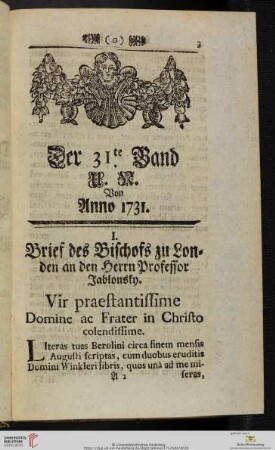 (o) 3
Der 31.te Band
A. N.
Von
Anno 1731.
I.
Brief des Bischofs zu Lon-
den an den Herrn Professor
Jablonsky.
Vir praestantissime
Domine ac Frater in Christo
colendissime.
LIteras tuas Berolini circa finem mensis
Augusti scriptas, cum duobus eruditis
Domini Winkleri libris, quos unà ad me mi-
A 2 seras,
© Universitätsbibliothek Heidelberg